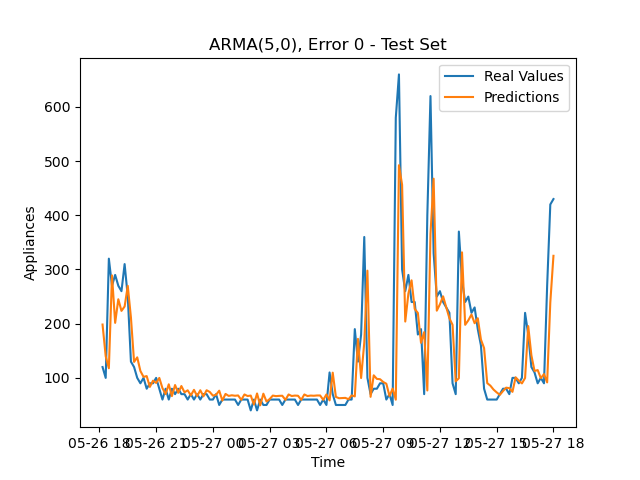 ARMA(5,0), Error 0 - Test Set
Real Values
Predictions
600
500
400
300
200
100
Appliances
05-26 18 05-26 21 05-27 00 05-27 03 05-27 06 05-27 09 05-27 12 05-27 15 05-27 18
Time